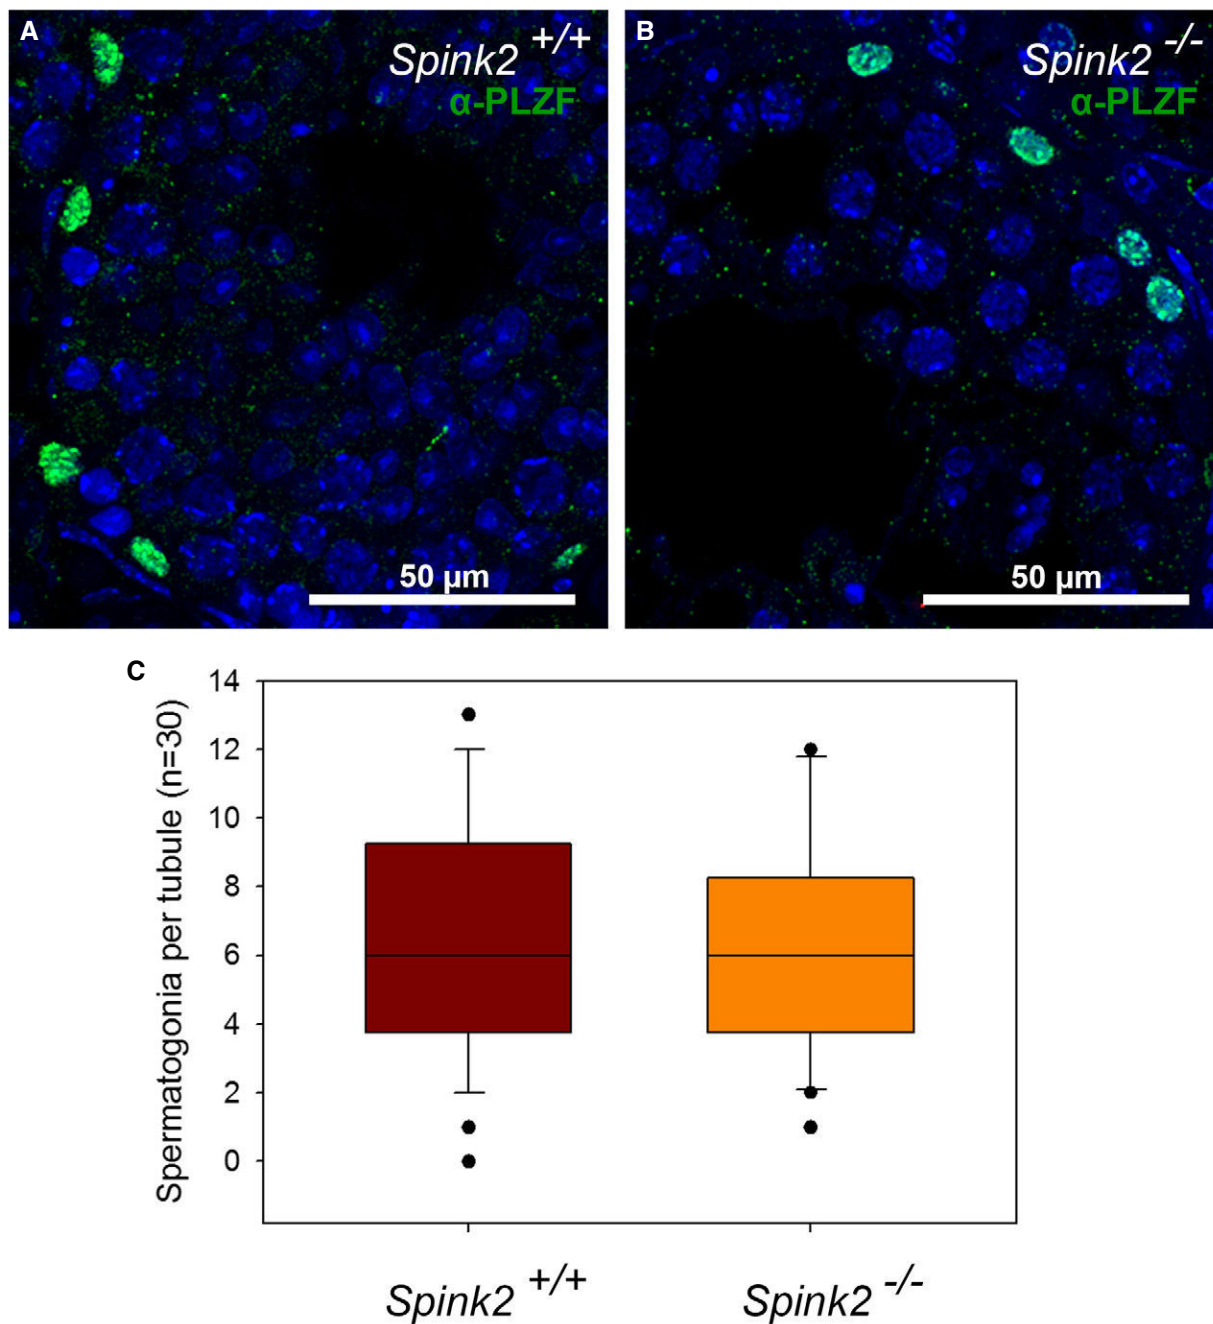 A
Spink2 +/+
α-PLZF
50 µm
B
Spink2 -/-
α-PLZF
50 µm
C
Spermatogonia per tubule (n=30)
14
12
10
8
6
4
2
0
Spink2 +/+
Spink2 -/-